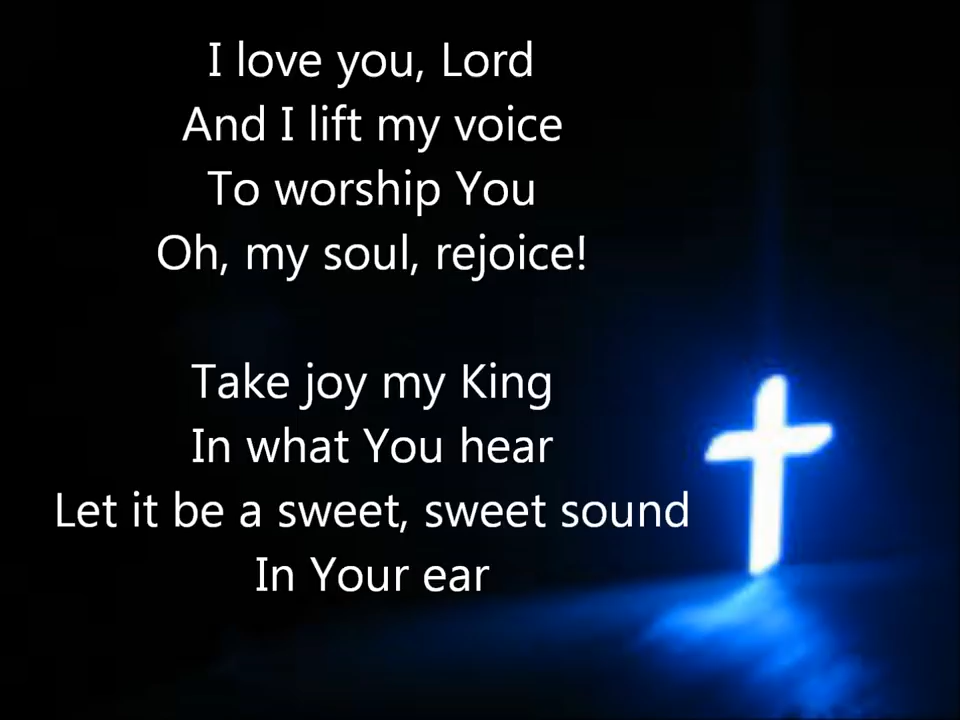 I love you, Lord
And I lift my voice
To worship You
Oh, my soul, rejoice!
Take joy my King
In what You hear
Let it be a sweet, sweet sound
In Your ear